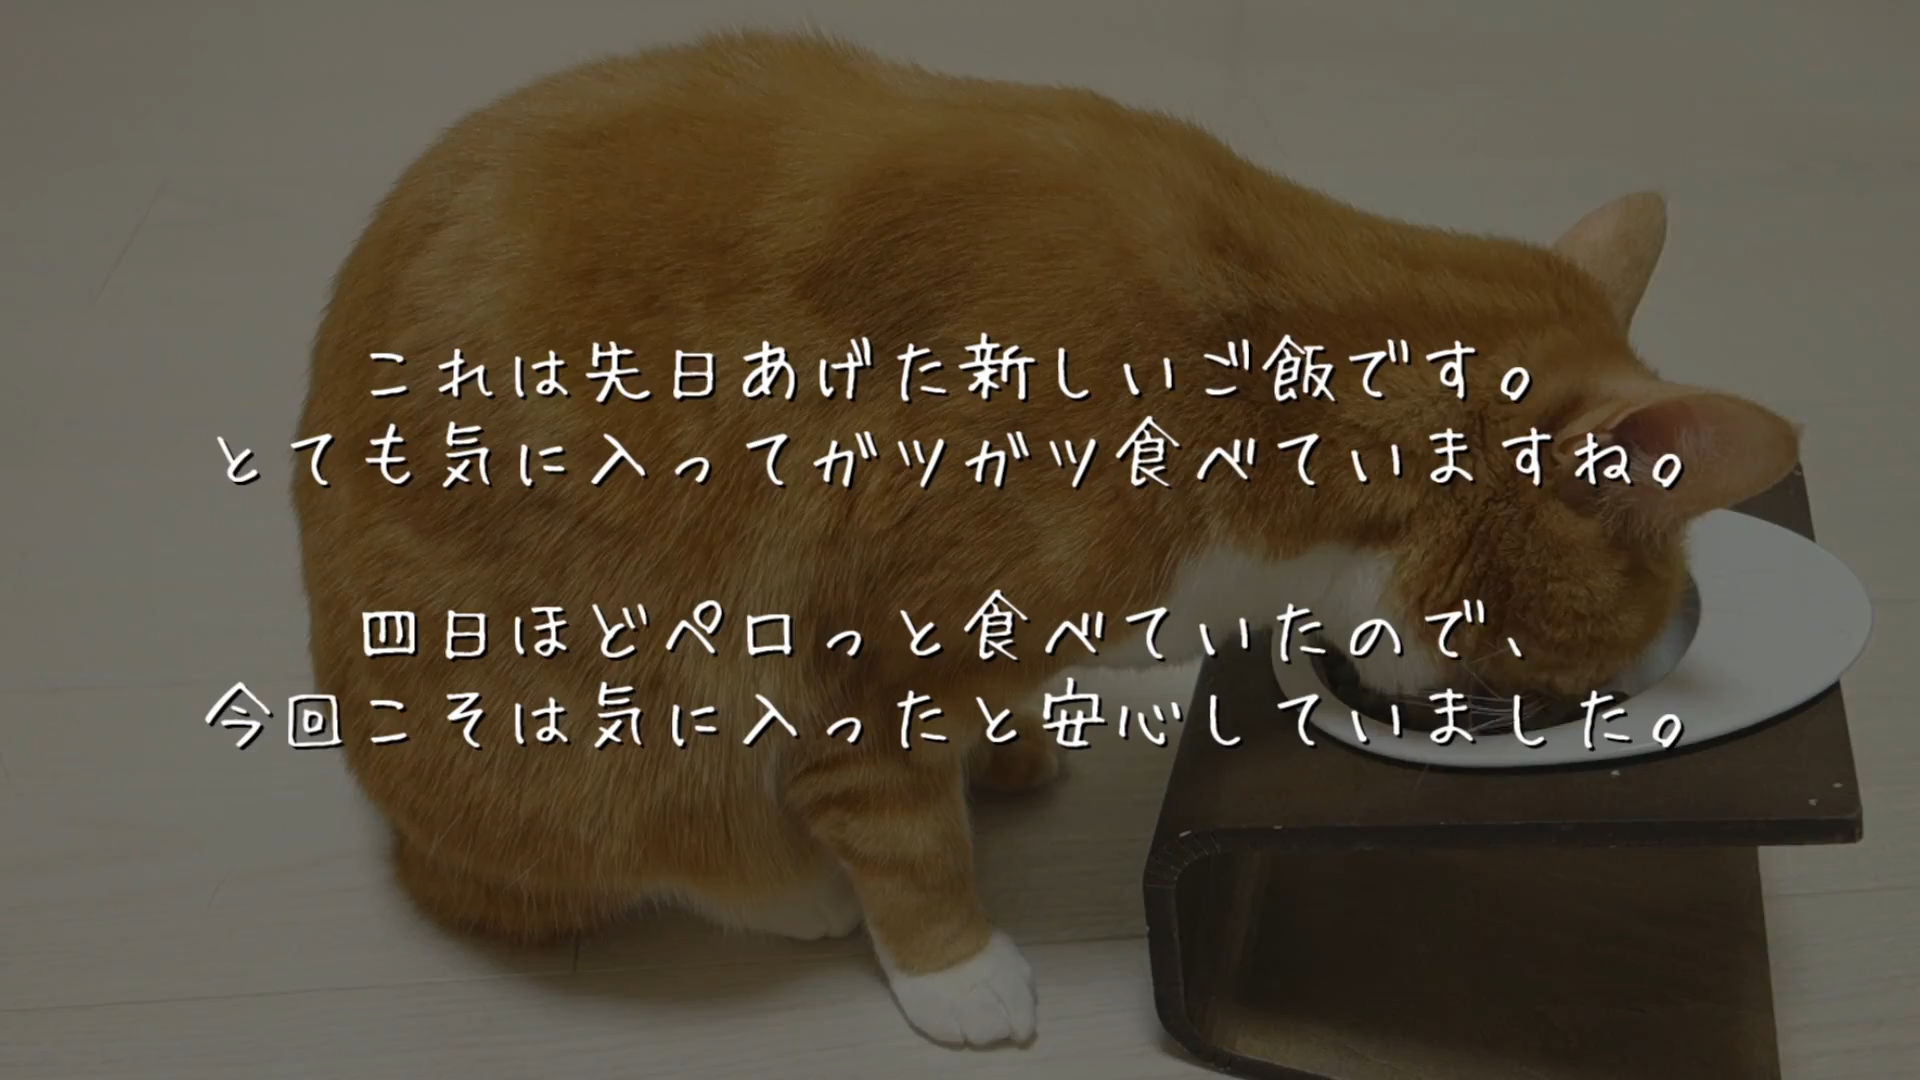 これは先日あげた新しいご飯です。
とても気に入ってガツガツ食べていますね。
四日ほどペロっと食べていたので、
今回こそは気に入ったと安心していました。